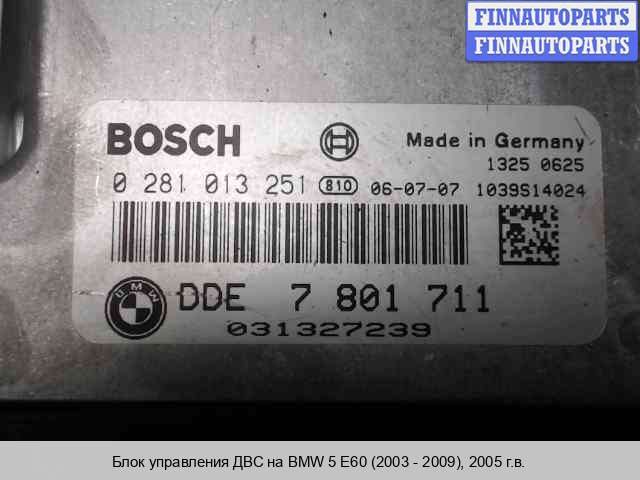 FINNAUTOPARTS
FINNAUTOPARTS
BOSCH Made in Germany
1325 0625
0 281 013 251 810 06-07-07 1039S14024
BMW DDE 7 801 711
031327239
Блок управления ДВС на BMW 5 E60 (2003 - 2009), 2005 г.в.